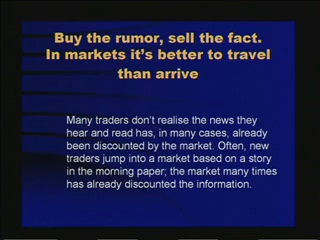 Buy the rumor, sell the fact.
In markets it's better to travel
than arrive
Many traders don't realise the news they
hear and read has, in many cases, already
been discounted by the market. Often, new
traders jump into a market based on a story
in the morning paper; the market many times
has already discounted the information.